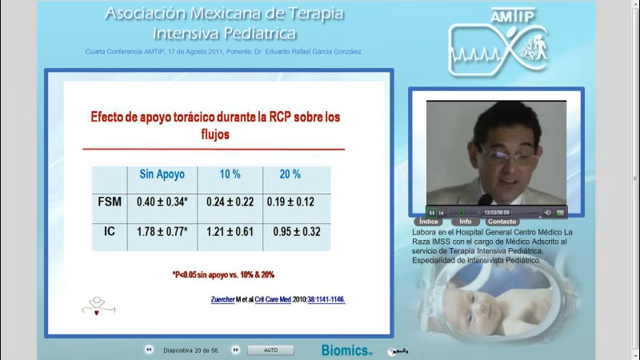 Asociación Mexicana de Terapia
Intensiva Pediatrica
Cuarta Conferencia AMTIP, 17 de Agosto 2011, Ponente: Dr. Eduardo Rafael García González.
AMTIP
Efecto de apoyo torácico durante la RCP sobre los
flujos
Sin Apoyo 10 % 20 %
FSM 0.40 ± 0.34* 0.24 ± 0.22 0.19 ± 0.12
IC 1.78 ± 0.77* 1.21 ± 0.61 0.95 ± 0.32
*P<0.05 sin apoyo vs. 10% & 20%
Zuercher M et al Crit Care Med 2010;38:1141-1146.
13:03/56:09
Índice Info Contacto
Labora en el Hospital General Centro Médico La
Raza IMSS con el cargo de Médico Adscrito al
servicio de Terapia Intensiva Pediátrica.
Especialidad de Intensivista Pediátrico.
Diapositiva 20 de 56.
AUTO
Biomics